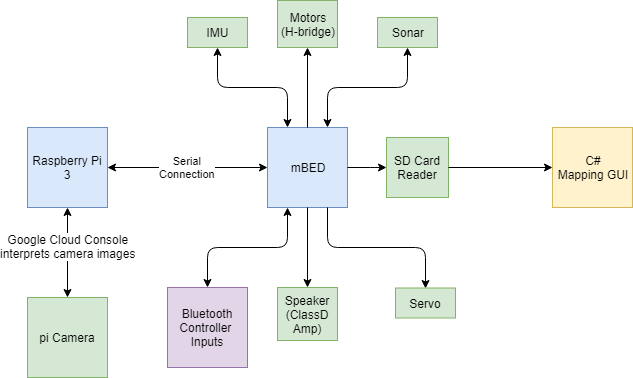 IMU
Motors
(H-bridge)
Sonar
Raspberry Pi
3
Serial
Connection
mBED
SD Card
Reader
C#
Mapping GUI
Google Cloud Console
interprets camera images
pi Camera
Bluetooth
Controller
Inputs
Speaker
(ClassD
Amp)
Servo